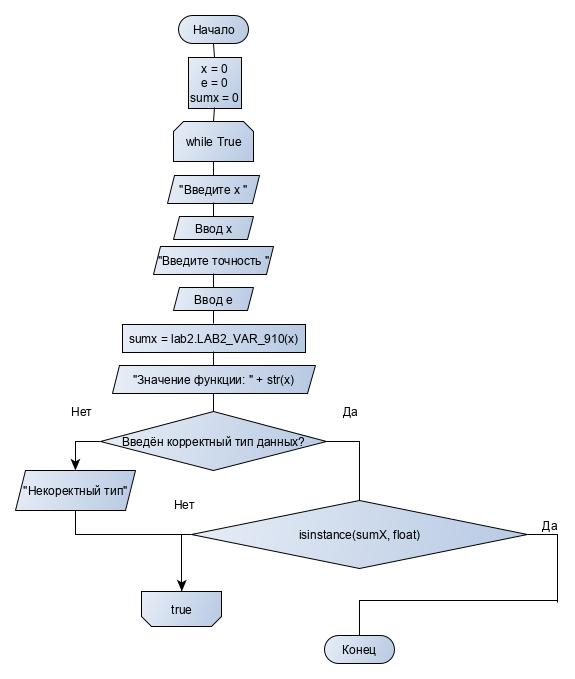 Начало
x = 0
e = 0
sumx = 0
while True
"Введите x "
Ввод x
"Введите точность "
Ввод e
sumx = lab2.LAB2_VAR_910(x)
"Значение функции: " + str(x)
Нет
Да
Введён корректный тип данных?
"Некоректный тип"
Нет
Да
isinstance(sumX, float)
true
Конец